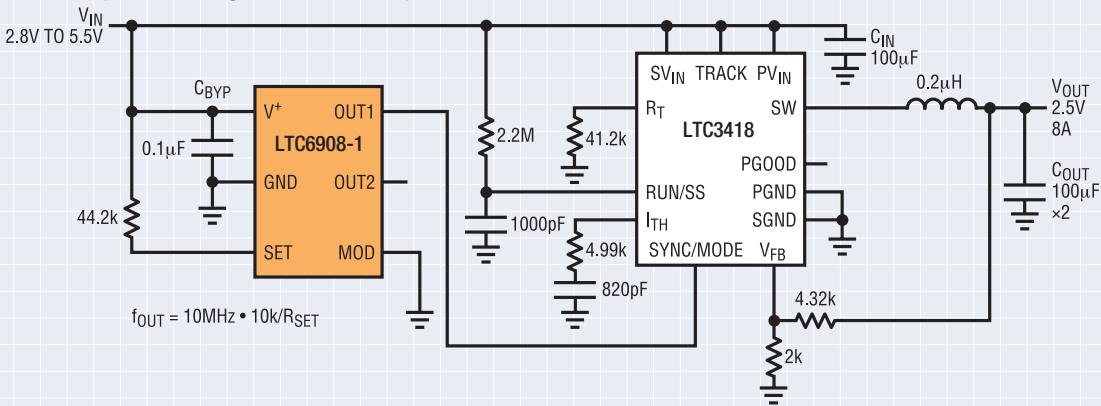 VIN
2.8V TO 5.5V
CBYP
0.1µF
44.2k
V+
OUT1
LTC6908-1
GND
OUT2
SET
MOD
fOUT = 10MHz • 10k/RSET
2.2M
1000pF
41.2k
4.99k
820pF
SVIN TRACK PVIN
RT
SW
LTC3418
PGOOD
RUN/SS
PGND
ITH
SGND
SYNC/MODE VFB
CIN
100µF
0.2µH
VOUT
2.5V
8A
COUT
100µF
×2
4.32k
2k